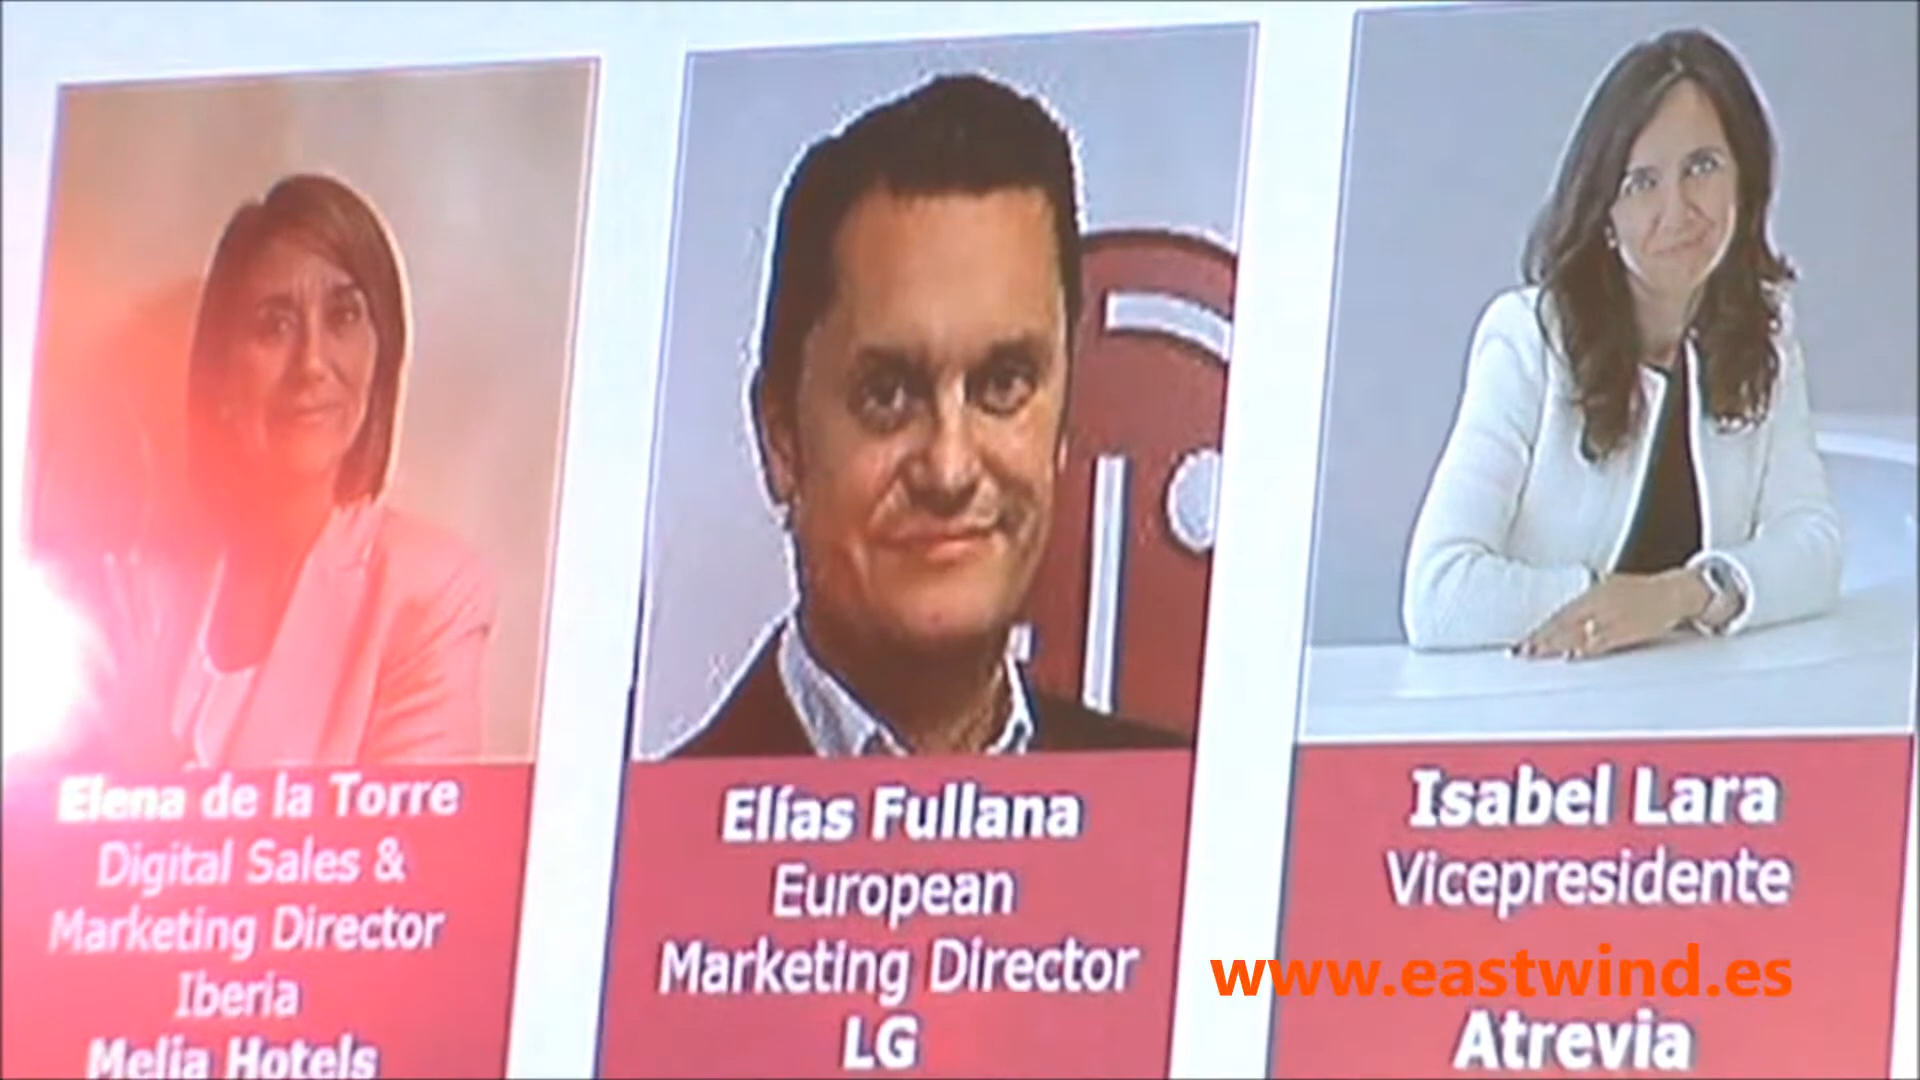 Elena de la Torre
Digital Sales &
Marketing Director
Iberia
Melia Hotels
Elías Fullana
European
Marketing Director
LG
Isabel Lara
Vicepresidente
www.eastwind.es
Atrevia